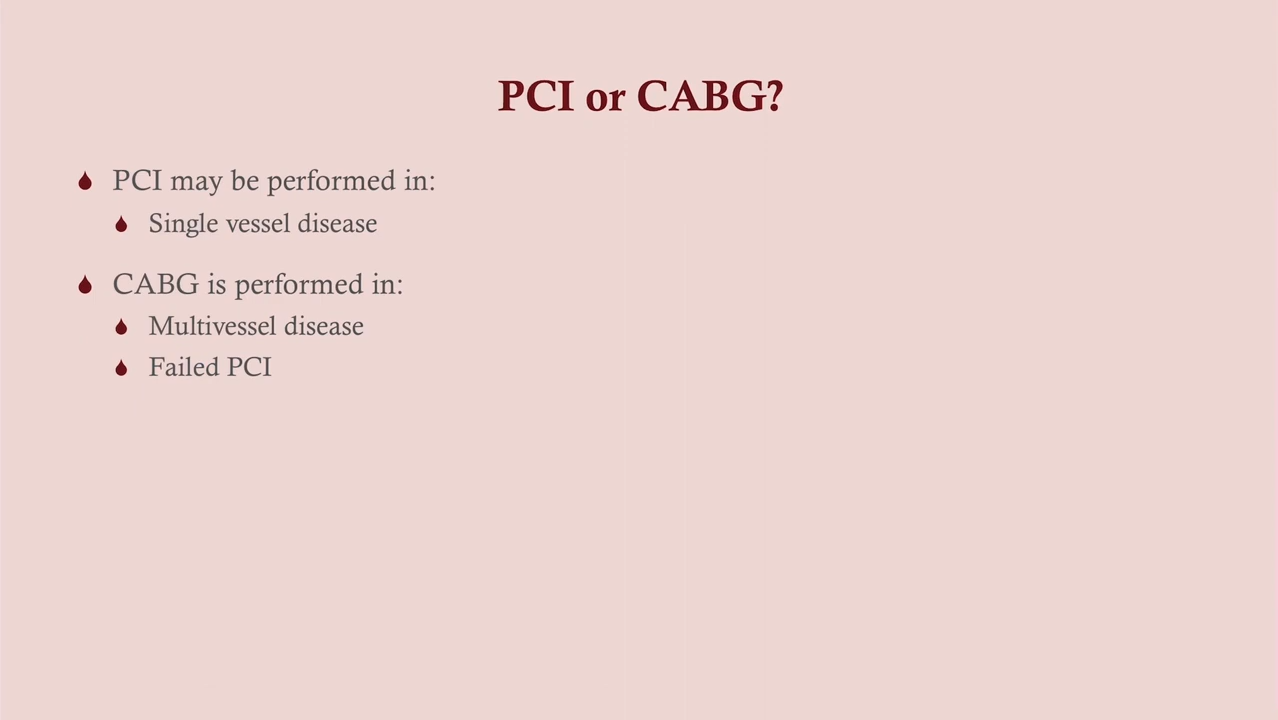 PCI or CABG?
PCI may be performed in:
Single vessel disease
CABG is performed in:
Multivessel disease
Failed PCI